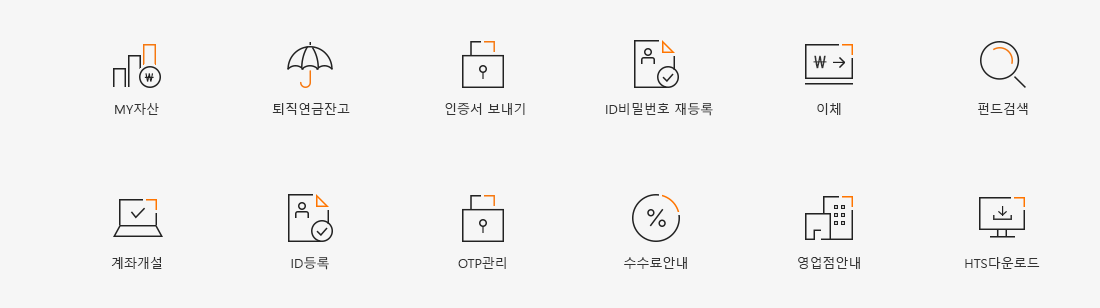 MY자산
퇴직연금잔고
인증서 보내기
ID비밀번호 재등록
이체
펀드검색
계좌개설
ID등록
OTP관리
수수료안내
영업점안내
HTS다운로드